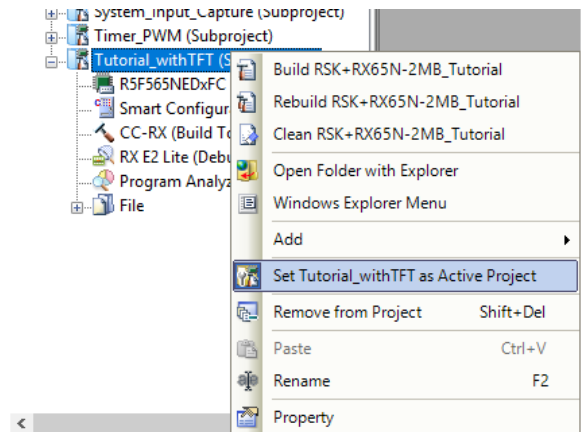 System_Input_Capture (Subproject)
Timer_PWM (Subproject)
Tutorial_withTFT (S
R5F565NEDxFC
Smart Configur
CC-RX (Build To
RX E2 Lite (Debu
Program Analyz
File
Build RSK+RX65N-2MB_Tutorial
Rebuild RSK+RX65N-2MB_Tutorial
Clean RSK+RX65N-2MB_Tutorial
Open Folder with Explorer
Windows Explorer Menu
Add
Set Tutorial_withTFT as Active Project
Remove from Project Shift+Del
Paste Ctrl+V
Rename F2
Property